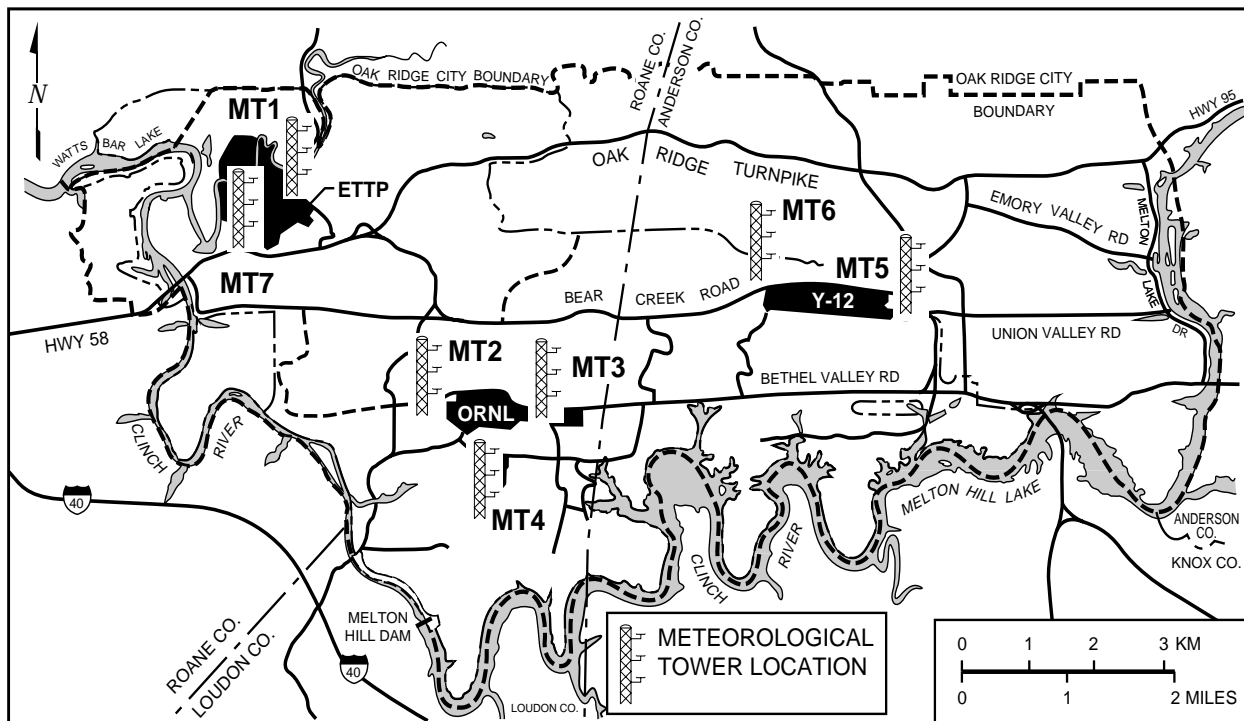 N
OAK RIDGE CITY BOUNDARY
ROANE CO.
ANDERSON CO.
OAK RIDGE CITY
BOUNDARY
HWY 95
MT1
WATTS BAR LAKE
ETTP
OAK RIDGE TURNPIKE
MELTON LAKE DR
EMORY VALLEY RD
MT6
MT5
MT7
BEAR CREEK ROAD
Y-12
HWY 58
UNION VALLEY RD
MT2
MT3
BETHEL VALLEY RD
ORNL
CLINCH RIVER
MT4
MELTON HILL LAKE
40
CLINCH RIVER
ANDERSON
CO.
KNOX CO.
MELTON
HILL DAM
ROANE CO.
LOUDON CO.
40
LOUDON CO.
METEOROLOGICAL
TOWER LOCATION
0 1 2 3 KM
0 1 2 MILES